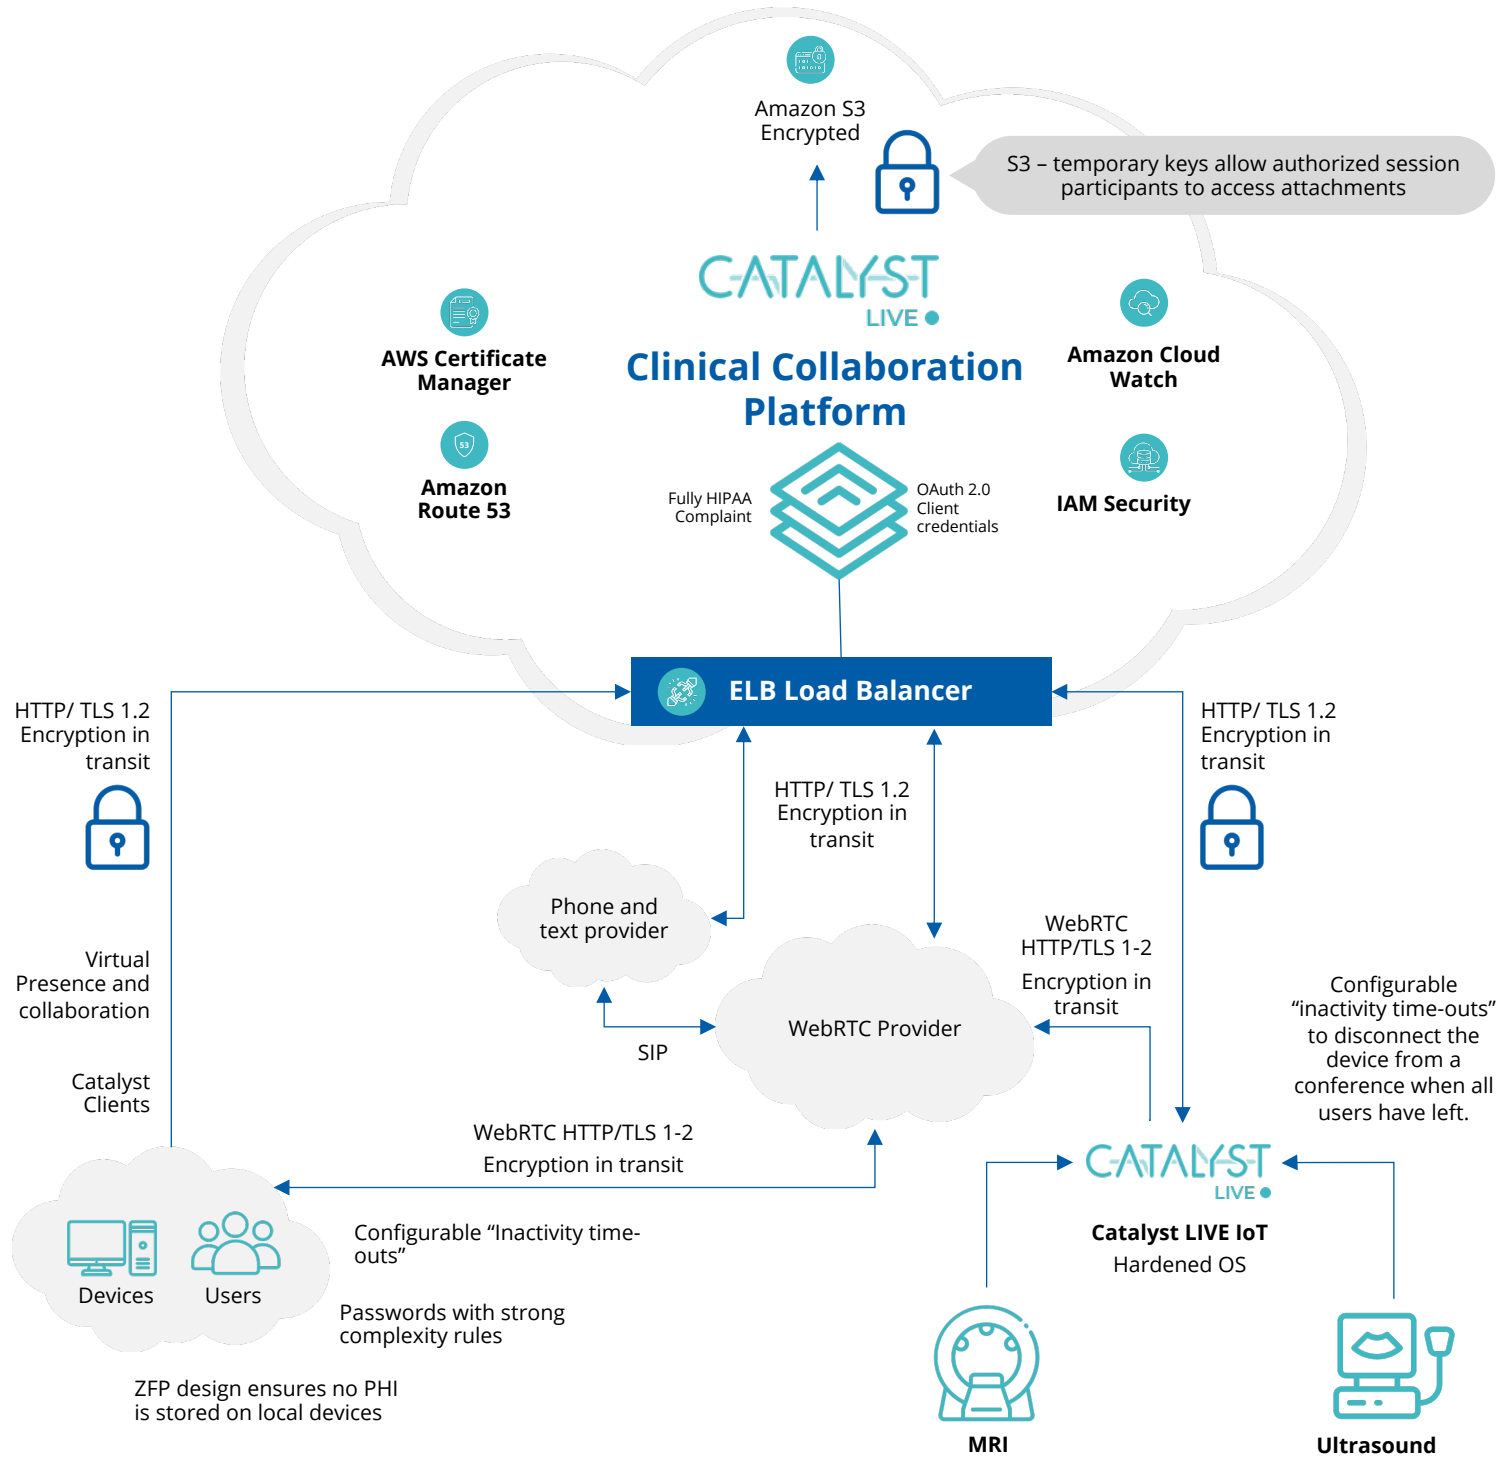 Amazon S3
Encrypted
S3 – temporary keys allow authorized session
participants to access attachments
CATALYST
LIVE
Clinical Collaboration
Platform
AWS Certificate
Manager
Amazon Cloud
Watch
53
Amazon
Route 53
Fully HIPAA
Complaint
OAuth 2.0
Client
credentials
IAM Security
ELB Load Balancer
HTTP/ TLS 1.2
Encryption in
transit
HTTP/ TLS 1.2
Encryption in
transit
HTTP/ TLS 1.2
Encryption in
transit
Phone and
text provider
Virtual
Presence and
collaboration
WebRTC
HTTP/TLS 1-2
Encryption in
transit
WebRTC Provider
SIP
Configurable
“inactivity time-outs”
to disconnect the
device from a
conference when all
users have left.
Catalyst
Clients
WebRTC HTTP/TLS 1-2
Encryption in transit
CATALYST
LIVE
Catalyst LIVE IoT
Hardened OS
Devices
Users
Configurable “Inactivity time-
outs”
Passwords with strong
complexity rules
ZFP design ensures no PHI
is stored on local devices
MRI
Ultrasound